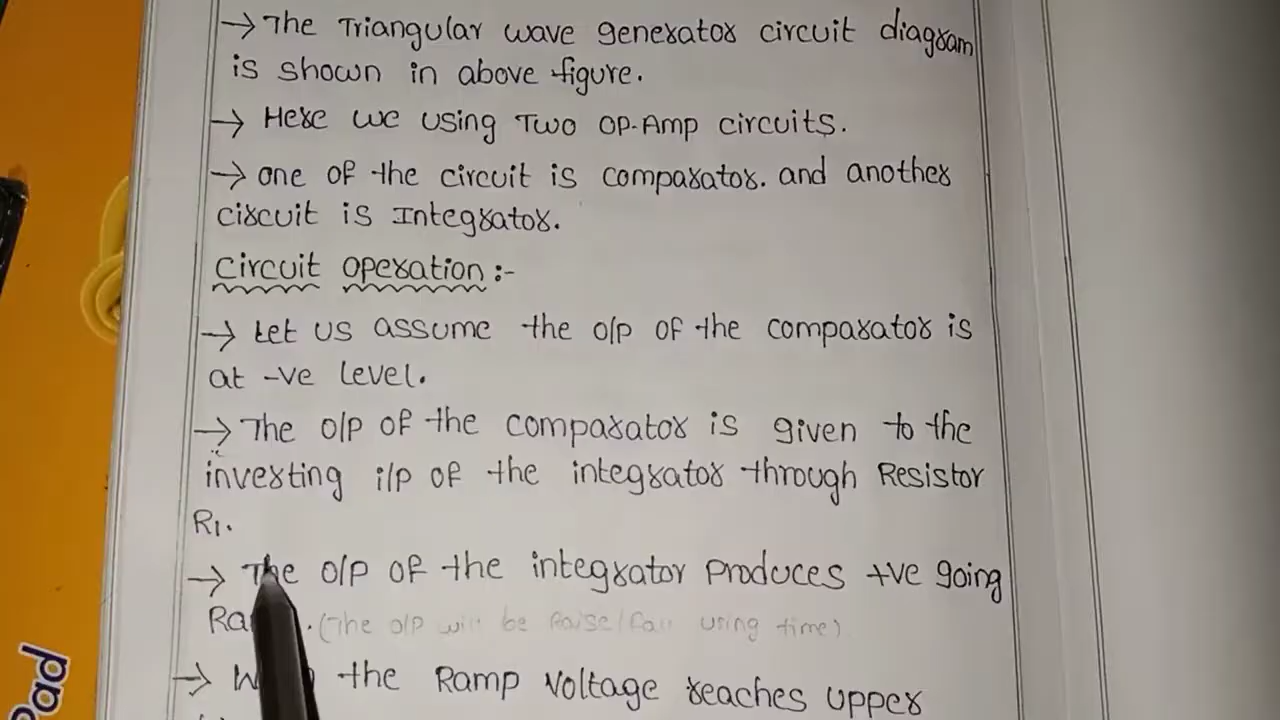 → The Triangular wave generator circuit diagram
is shown in above figure.
→ Here we using Two OP-Amp circuits.
→ one of the circuit is comparator. and another
circuit is Integrator.
circuit operation :-
→ Let us assume the o/p of the comparator is
at -ve level.
→ The o/p of the comparator is given to the
inverting i/p of the integrator through Resistor
R1.
→ The o/p of the integrator produces +ve going
(The o/p will be Raise/fall using time)
→ the Ramp voltage reaches upper
Pad